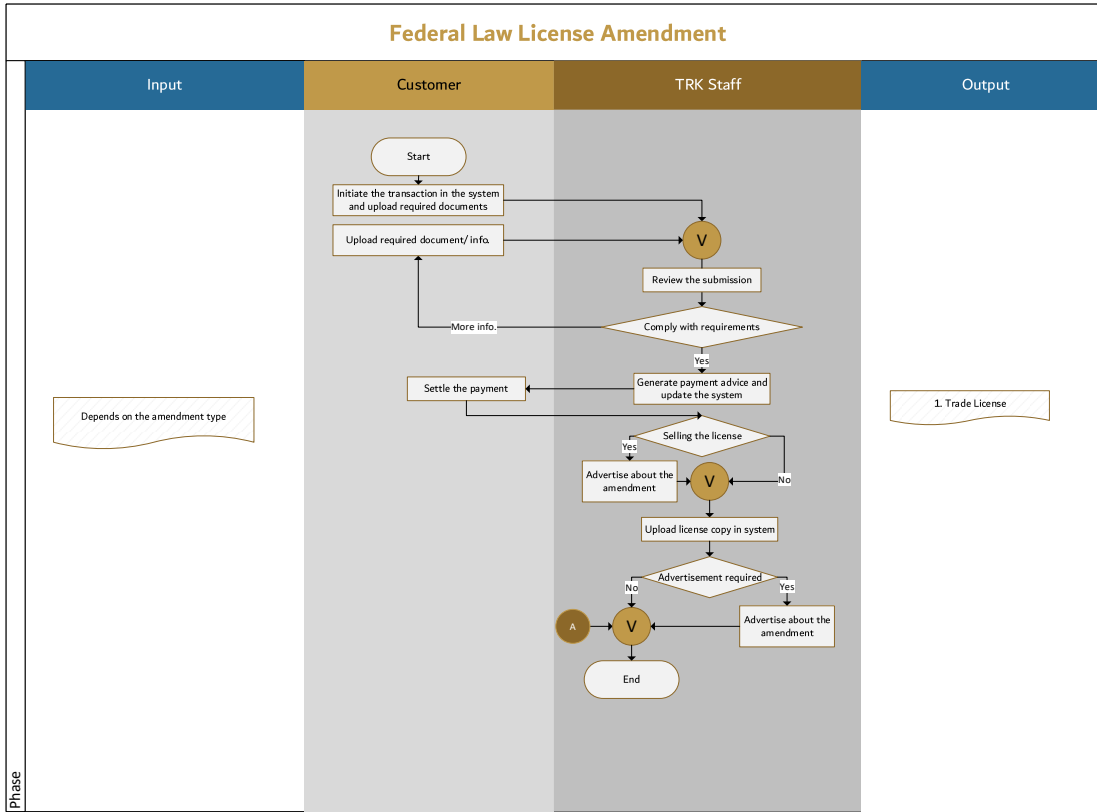 Federal Law License Amendment
Input
Customer
TRK Staff
Output
Start
Initiate the transaction in the system
and upload required documents
Upload required document/ info.
V
Review the submission
Comply with requirements
More info.
Yes
Generate payment advice and
update the system
Settle the payment
Depends on the amendment type
1. Trade License
Selling the license
Yes
No
Advertise about the
amendment
V
Upload license copy in system
Advertisement required
No
Yes
A
V
Advertise about the
amendment
End
Phase